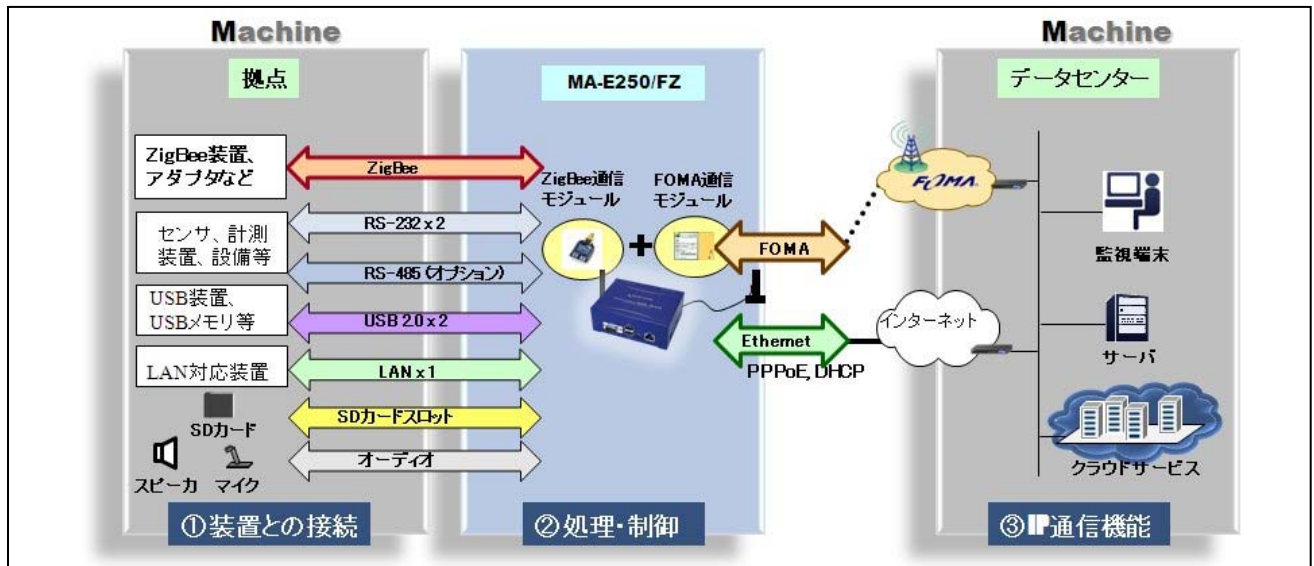 Machine
拠点
ZigBee装置、
アダプタなど
センサ、計測
装置、設備等
USB装置、
USBメモリ等
LAN対応装置
SDカード
スピーカ マイク
①装置との接続
ZigBee
RS-232 x 2
RS-485 (オプション)
USB 2.0 x 2
LAN x 1
SDカードスロット
オーディオ
MA-E250/FZ
ZigBee通信
モジュール
FOMA通信
モジュール
+
②処理・制御
FOMA
Ethernet
PPPoE, DHCP
FOMA
インターネット
Machine
データセンター
監視端末
サーバ
クラウドサービス
③IP通信機能